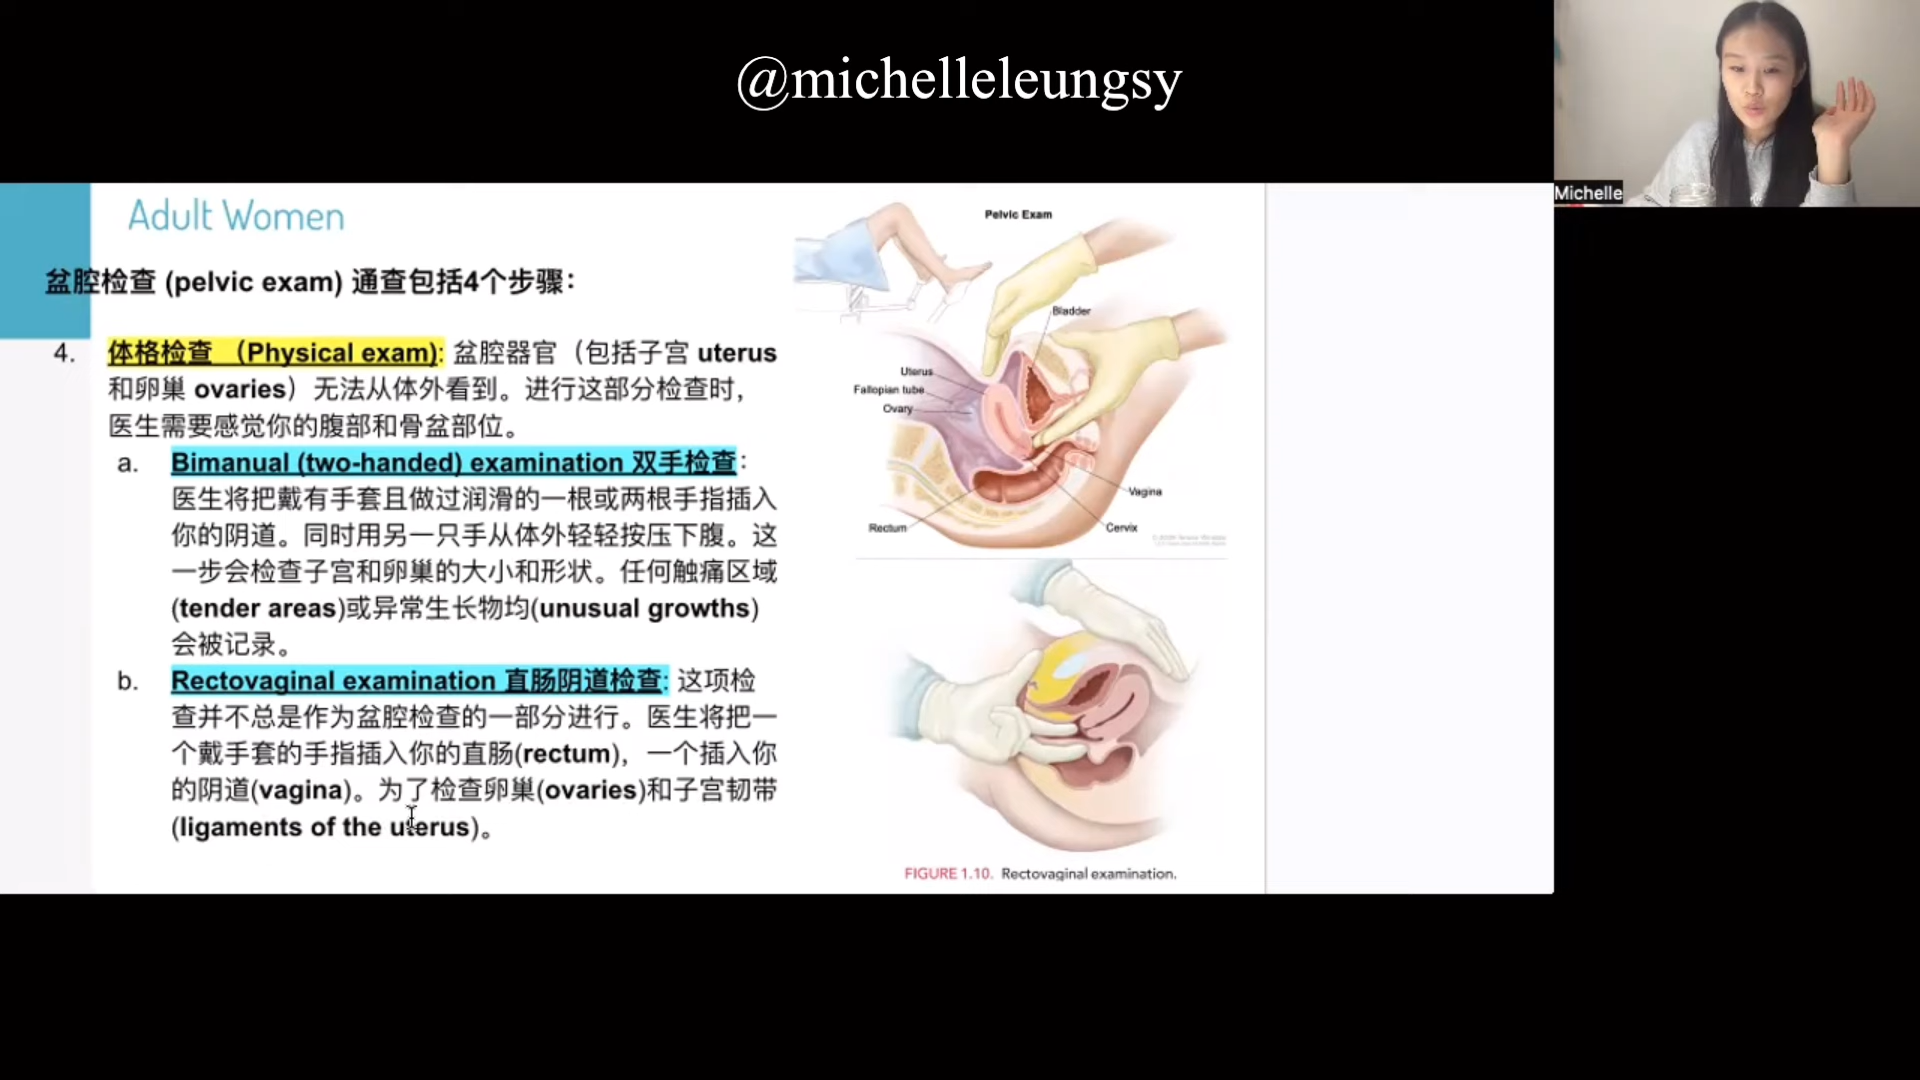 @michelleleungsy
Michelle
Adult Women
盆腔检查 (pelvic exam) 通查包括4个步骤：
4. 体格检查 （Physical exam): 盆腔器官（包括子宫 uterus
和卵巢 ovaries）无法从体外看到。进行这部分检查时，
医生需要感觉你的腹部和骨盆部位。
a. Bimanual (two-handed) examination 双手检查：
医生将把戴有手套且做过润滑的一根或两根手指插入
你的阴道。同时用另一只手从体外轻轻按压下腹。这
一步会检查子宫和卵巢的大小和形状。任何触痛区域
(tender areas)或异常生长物均(unusual growths)
会被记录。
b. Rectovaginal examination 直肠阴道检查: 这项检
查并不总是作为盆腔检查的一部分进行。医生将把一
个戴手套的手指插入你的直肠(rectum)，一个插入你
的阴道(vagina)。为了检查卵巢(ovaries)和子宫韧带
(ligaments of the uterus)。
Pelvic Exam
Bladder
Uterus
Fallopian tube
Ovary
Vagina
Rectum
Cervix
FIGURE 1.10. Rectovaginal examination.